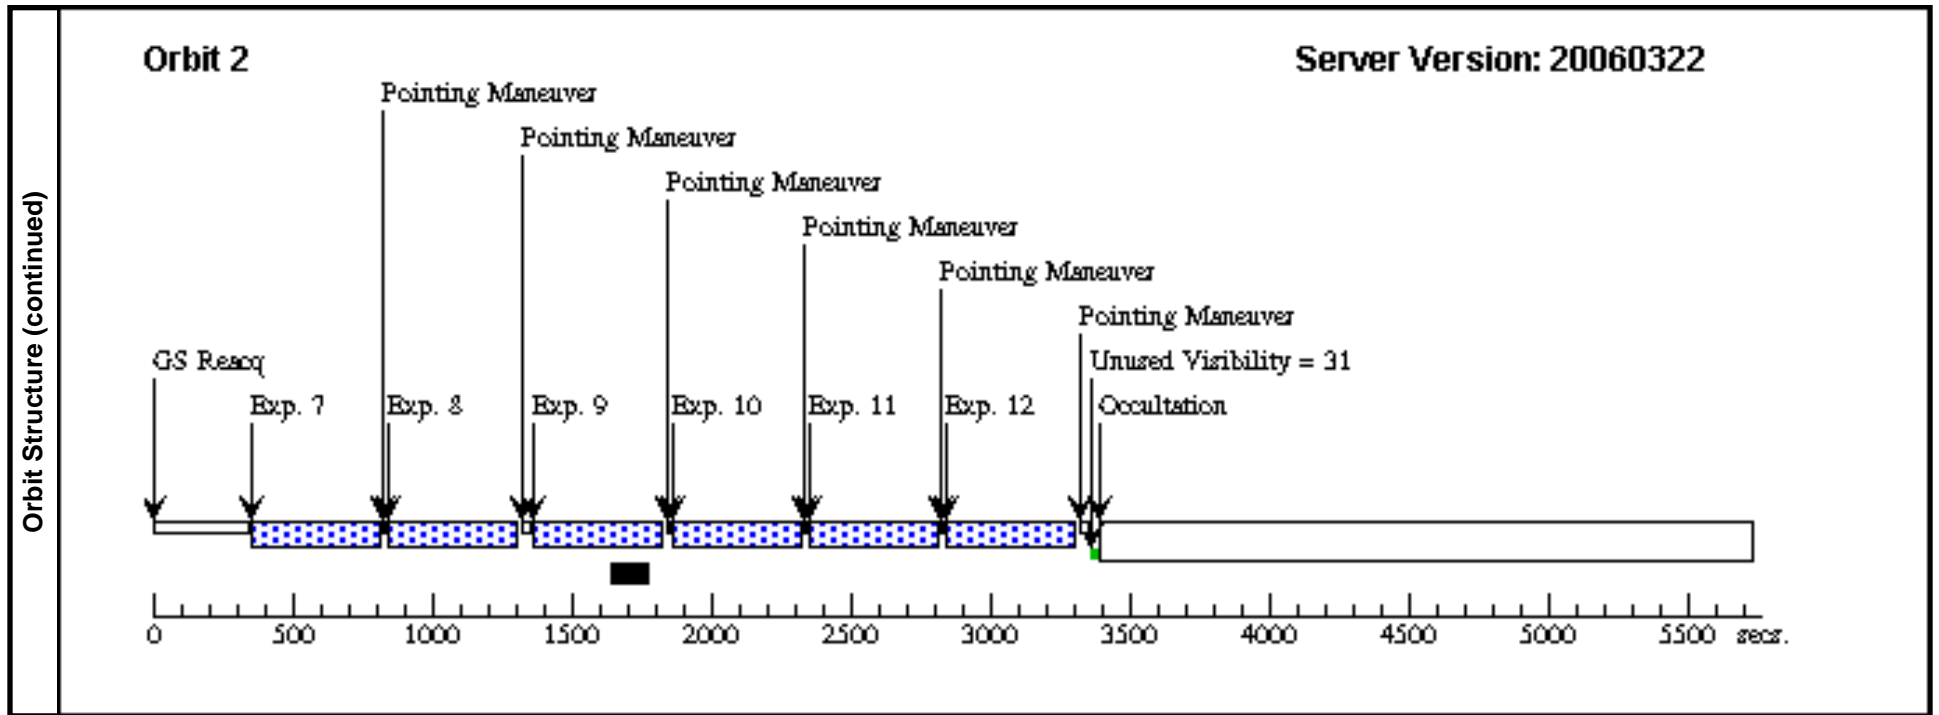 Orbit Structure (continued)
Orbit 2
Server Version: 20060322
Pointing Maneuver
Pointing Maneuver
Pointing Maneuver
Pointing Maneuver
Pointing Maneuver
Pointing Maneuver
GS Reacq
Unused Visibility = 31
Exp. 7
Exp. 8
Exp. 9
Exp. 10
Exp. 11
Exp. 12
Occultation
0 500 1000 1500 2000 2500 3000 3500 4000 4500 5000 5500 secs.